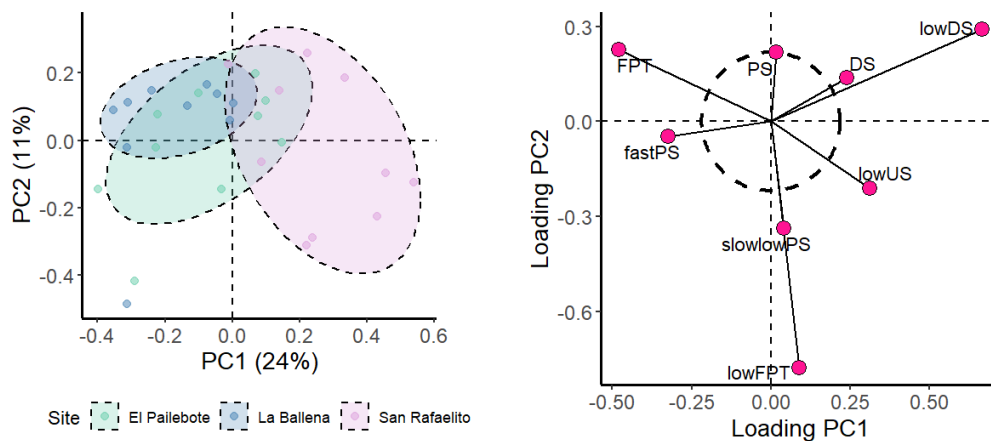 PC2 (11%)
0.2
0.0
-0.2
-0.4
-0.4
-0.2
0.0
0.2
0.4
0.6
PC1 (24%)
Site
El Pailebote
La Ballena
San Rafaelito
Loading PC2
0.3
0.0
-0.3
-0.6
lowDS
FPT
PS
DS
fastPS
lowUS
slowlowPS
lowFPT
-0.50
-0.25
0.00
0.25
0.50
Loading PC1